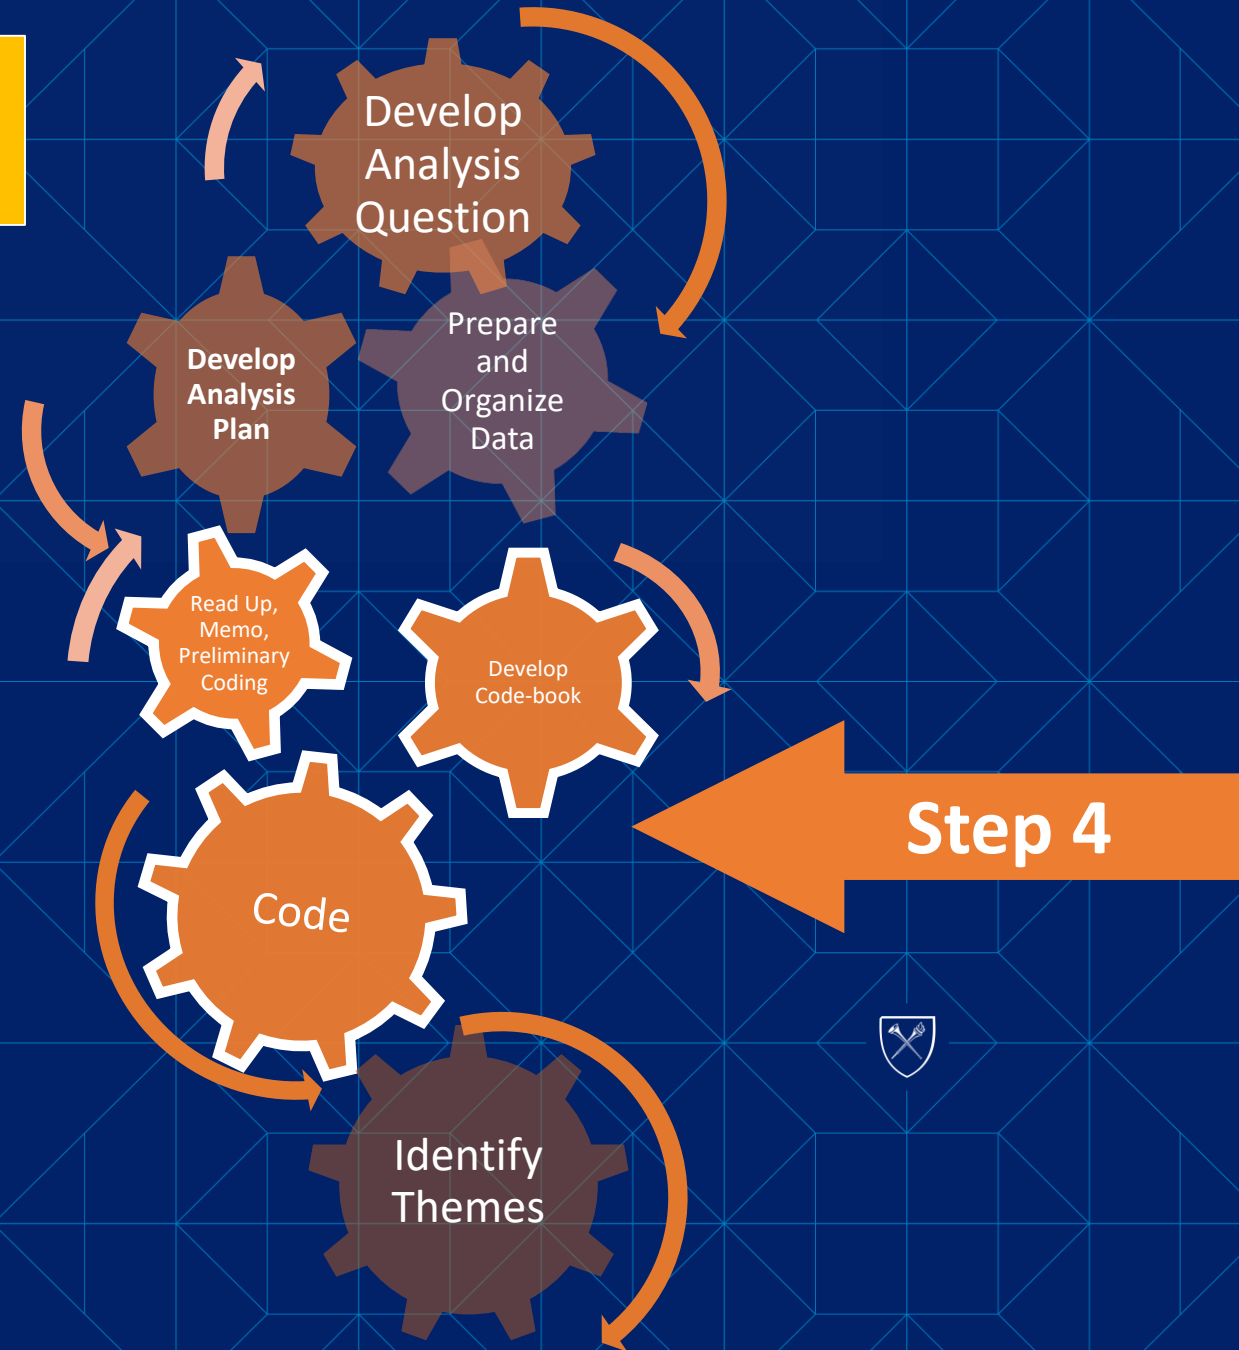 Develop
Analysis
Question
Prepare
and
Organize
Data
Develop
Analysis
Plan
Read Up,
Memo,
Preliminary
Coding
Develop
Code-book
Step 4
Code
Identify
Themes